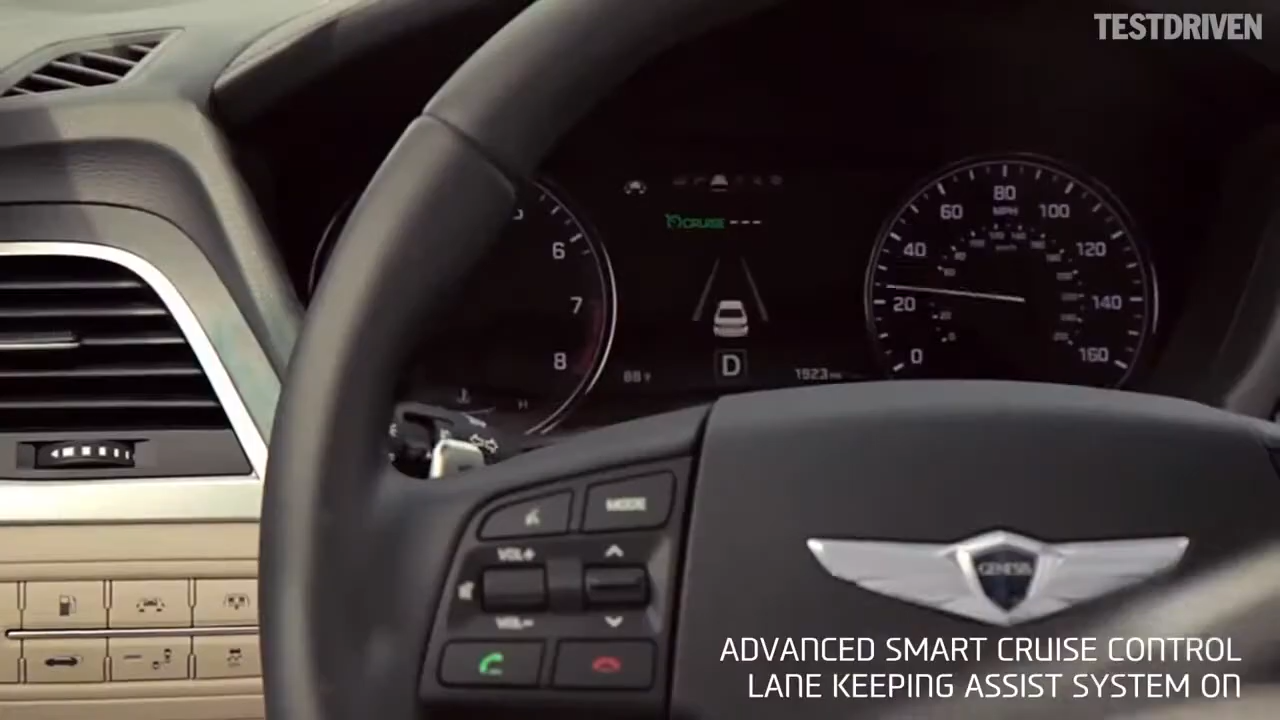 TESTDRIVEN
CRUISE ---
80
MPH
60
100
40
120
20
140
0
160
6
7
8
D
1923
H
MODE
VOL+
VOL-
GENESIS
ADVANCED SMART CRUISE CONTROL
LANE KEEPING ASSIST SYSTEM ON